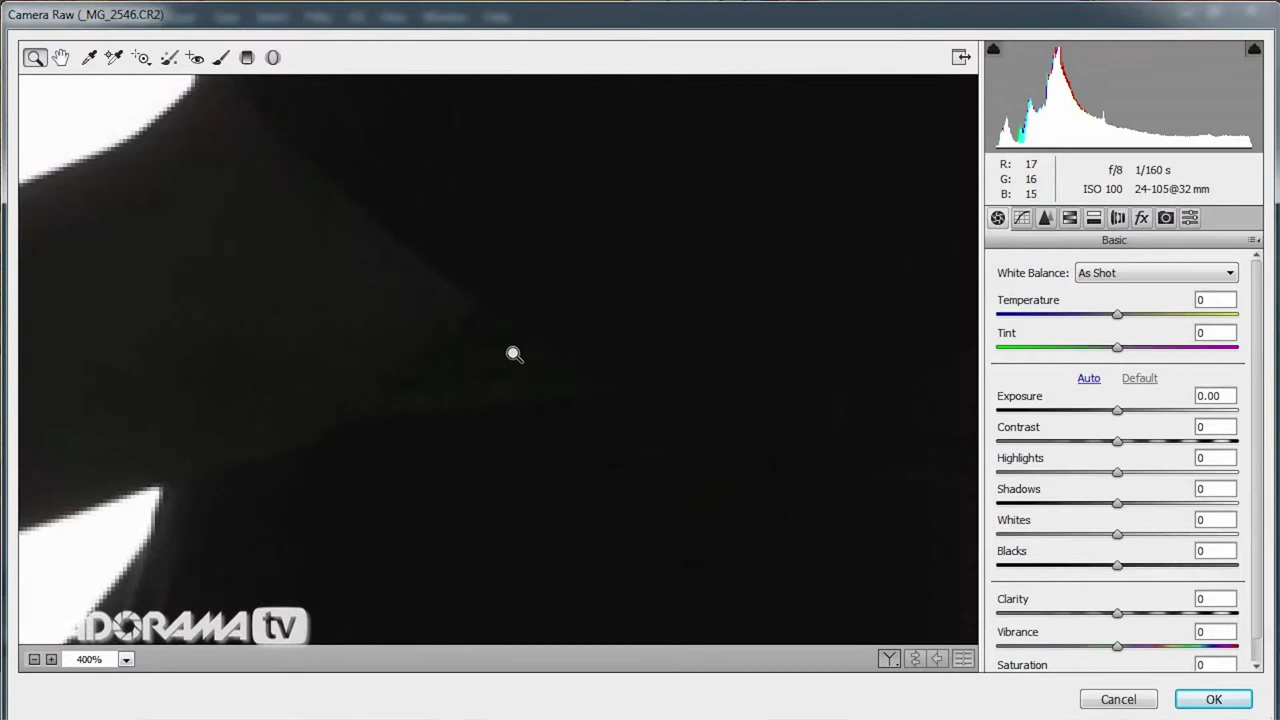 Camera Raw (_MG_2546.CR2)
R: 17
G: 16
B: 15
f/8 1/160 s
ISO 100 24-105@32 mm
fx
Basic
White Balance: As Shot
Temperature 0
Tint 0
Auto Default
Exposure 0.00
Contrast 0
Highlights 0
Shadows 0
Whites 0
Blacks 0
Clarity 0
Vibrance 0
Saturation 0
ADORAMA tv
400%
Y
Cancel OK